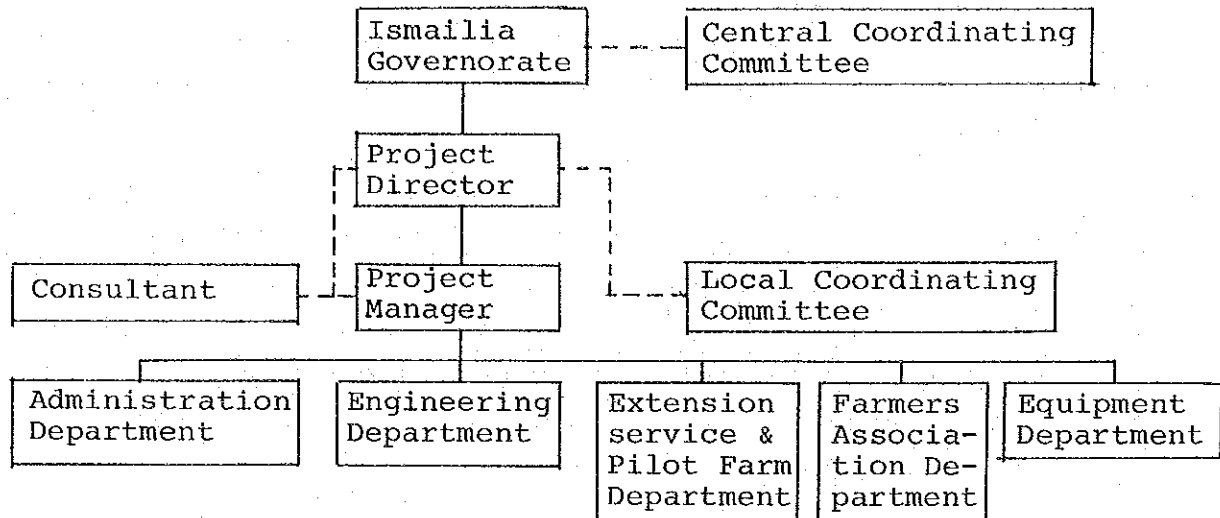 Ismailia
Governorate
Central Coordinating
Committee
Project
Director
Consultant
Project
Manager
Local Coordinating
Committee
Administration
Department
Engineering
Department
Extension
service &
Pilot Farm
Department
Farmers
Associa-
tion De-
partment
Equipment
Department